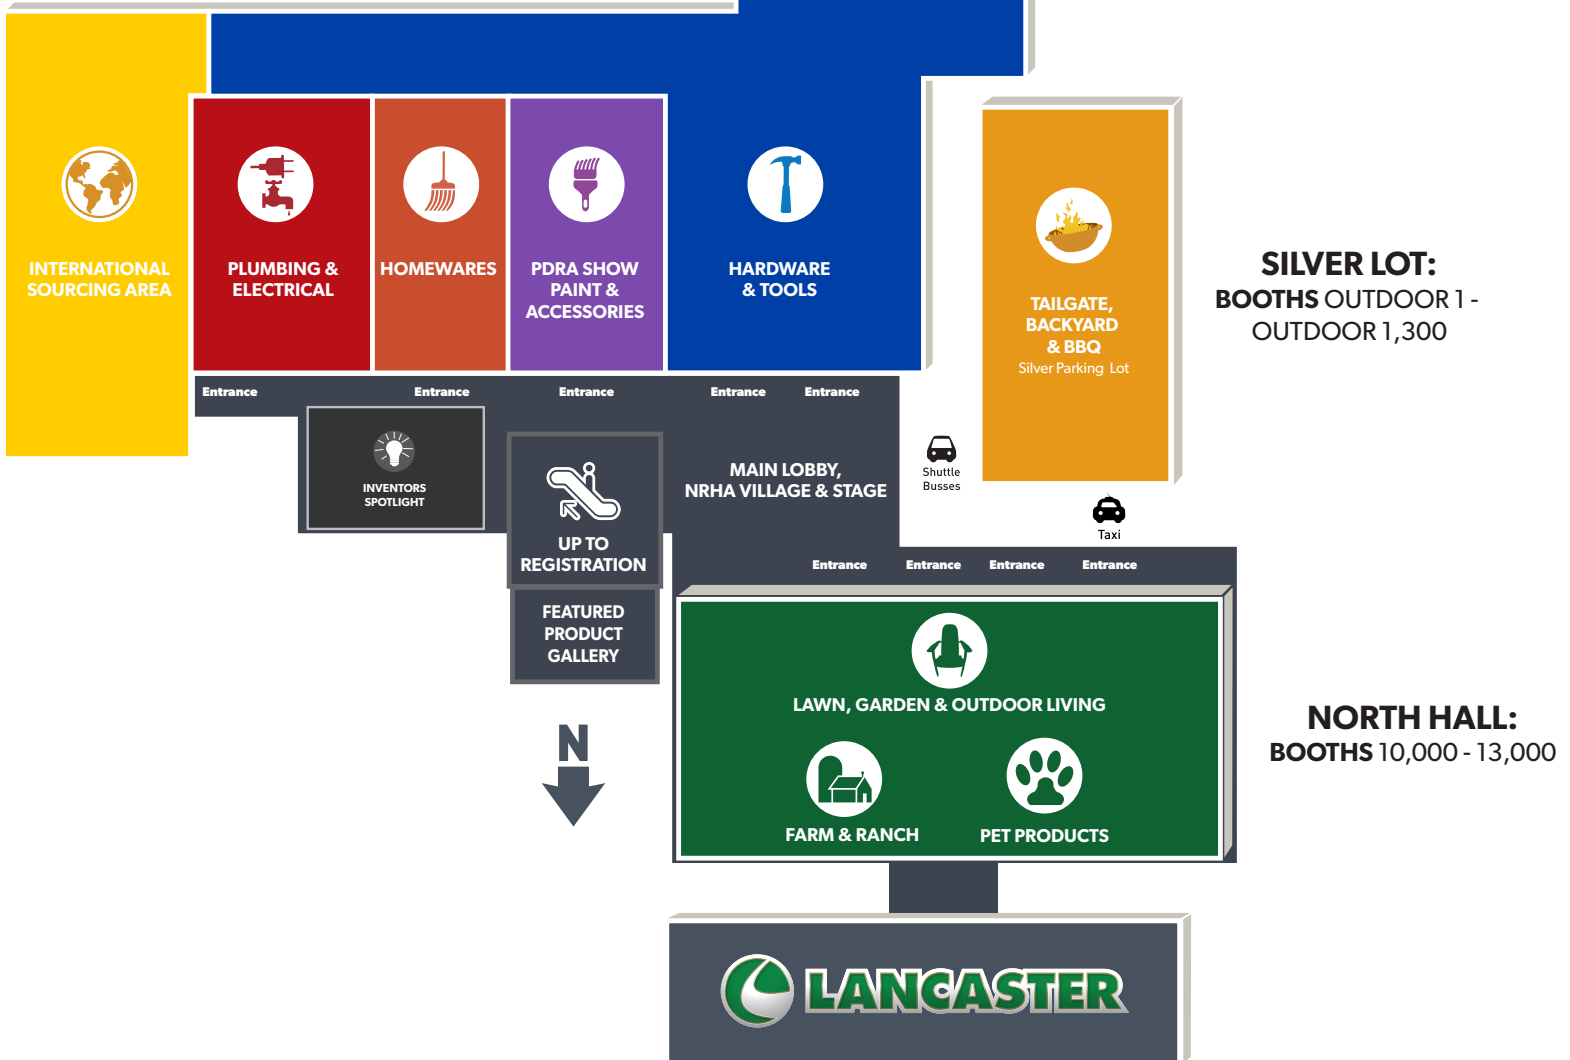 INTERNATIONAL
SOURCING AREA
PLUMBING &
ELECTRICAL
HOMEWARES
PDRA SHOW
PAINT &
ACCESSORIES
HARDWARE
& TOOLS
TAILGATE,
BACKYARD
& BBQ
Silver Parking Lot
SILVER LOT:
BOOTHS OUTDOOR 1 -
OUTDOOR 1,300
Entrance
Entrance
Entrance
Entrance
Entrance
INVENTORS
SPOTLIGHT
UP TO
REGISTRATION
MAIN LOBBY,
NRHA VILLAGE & STAGE
Shuttle
Busses
Taxi
FEATURED
PRODUCT
GALLERY
Entrance
Entrance
Entrance
Entrance
LAWN, GARDEN & OUTDOOR LIVING
FARM & RANCH
PET PRODUCTS
NORTH HALL:
BOOTHS 10,000 - 13,000
N
LANCASTER